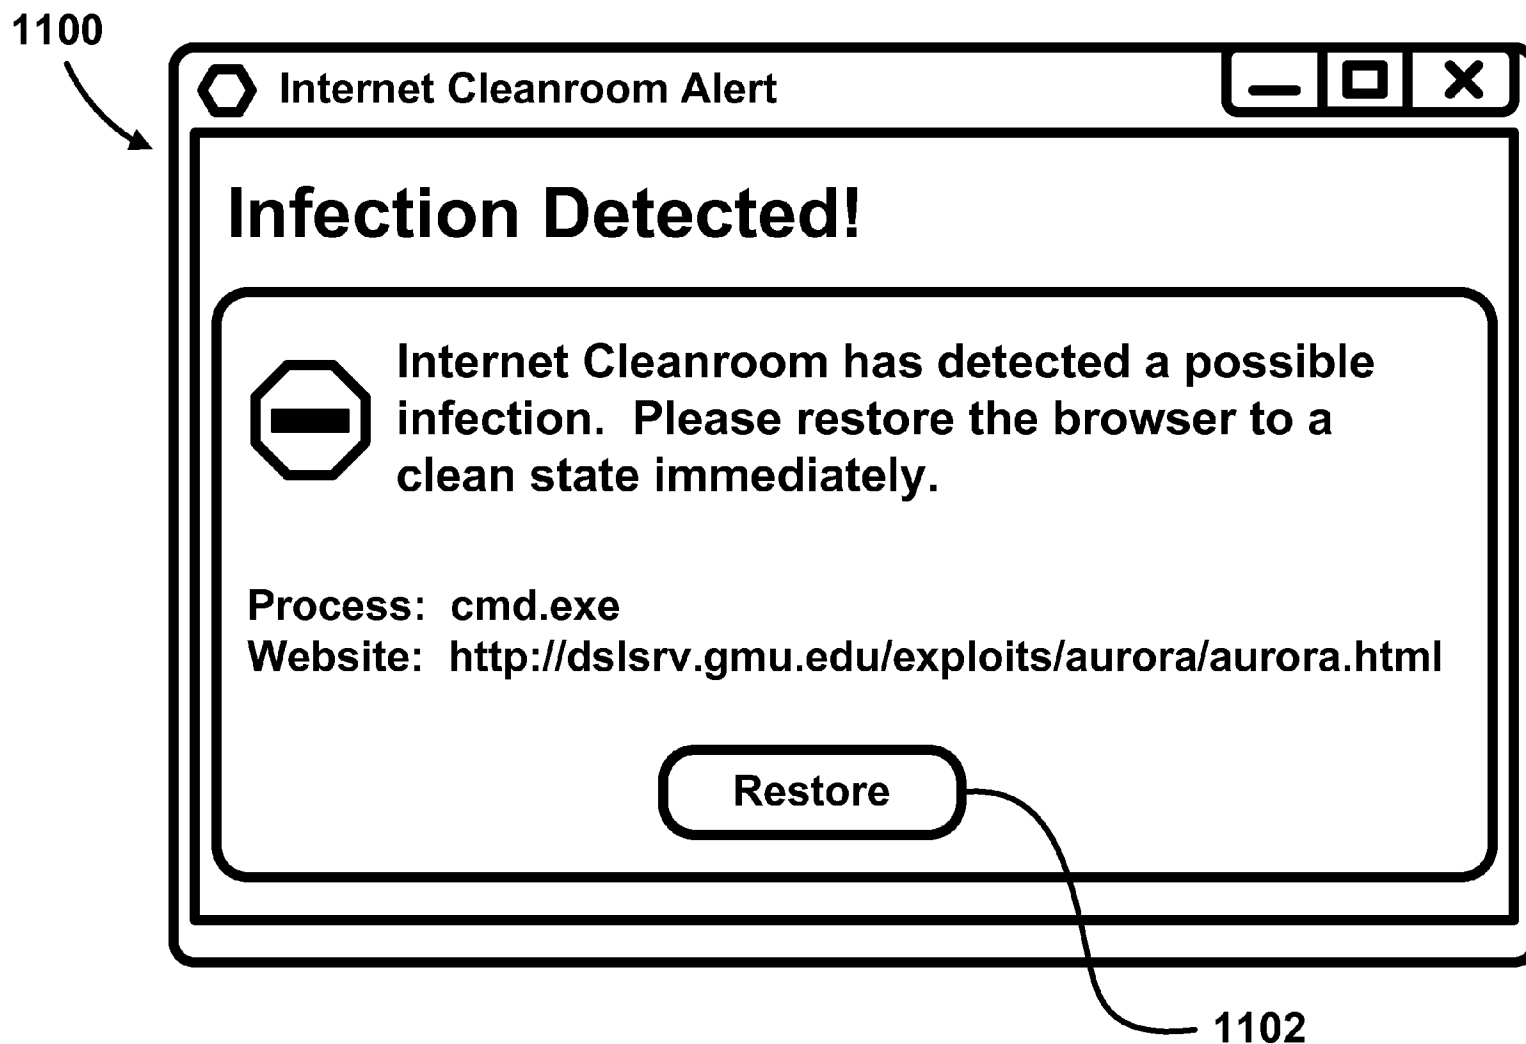 1100
Internet Cleanroom Alert
Infection Detected!
Internet Cleanroom has detected a possible
infection.  Please restore the browser to a
clean state immediately.
Process:  cmd.exe
Website:  http://dslsrv.gmu.edu/exploits/aurora/aurora.html
Restore
1102